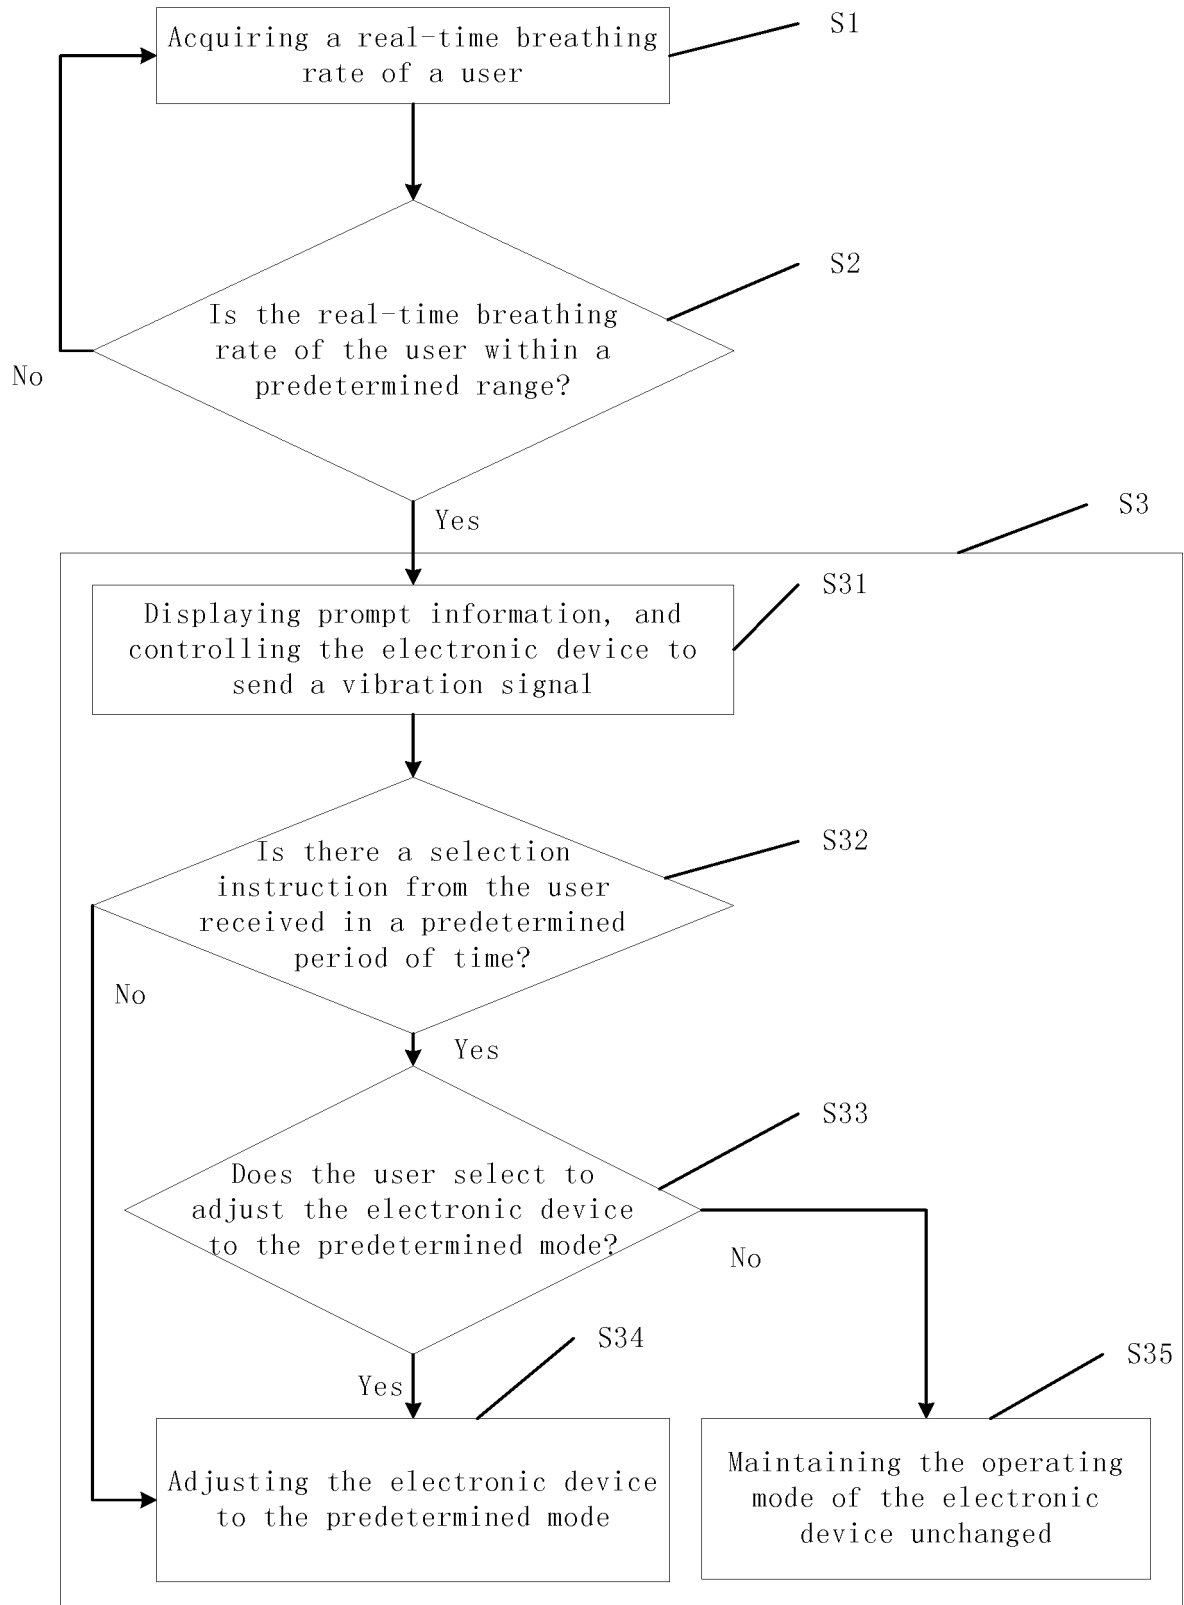 Acquiring a real-time breathing
rate of a user
S1
S2
Is the real-time breathing
rate of the user within a
predetermined range?
No
Yes
S3
S31
Displaying prompt information, and
controlling the electronic device to
send a vibration signal
S32
Is there a selection
instruction from the user
received in a predetermined
period of time?
No
Yes
S33
Does the user select to
adjust the electronic device
to the predetermined mode?
No
S34
S35
Yes
Adjusting the electronic device
to the predetermined mode
Maintaining the operating
mode of the electronic
device unchanged